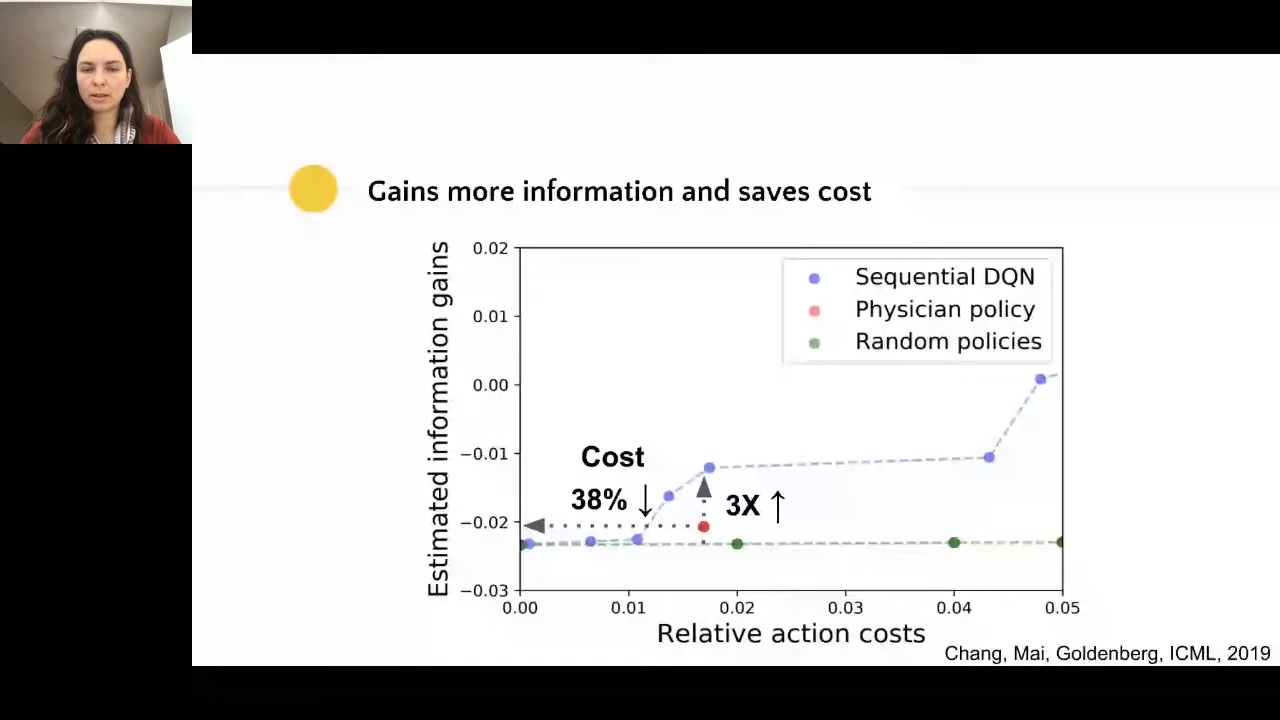 Gains more information and saves cost
Estimated information gains
0.02
0.01
0.00
−0.01
−0.02
−0.03
Sequential DQN
Physician policy
Random policies
Cost
38% ↓
3X ↑
0.00 0.01 0.02 0.03 0.04 0.05
Relative action costs
Chang, Mai, Goldenberg, ICML, 2019